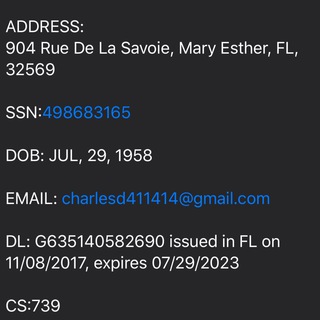 ADDRESS:
904 Rue De La Savoie, Mary Esther, FL,
32569
SSN:498683165
DOB: JUL, 29, 1958
EMAIL: charlesd411414@gmail.com
DL: G635140582690 issued in FL on
11/08/2017, expires 07/29/2023
CS:739